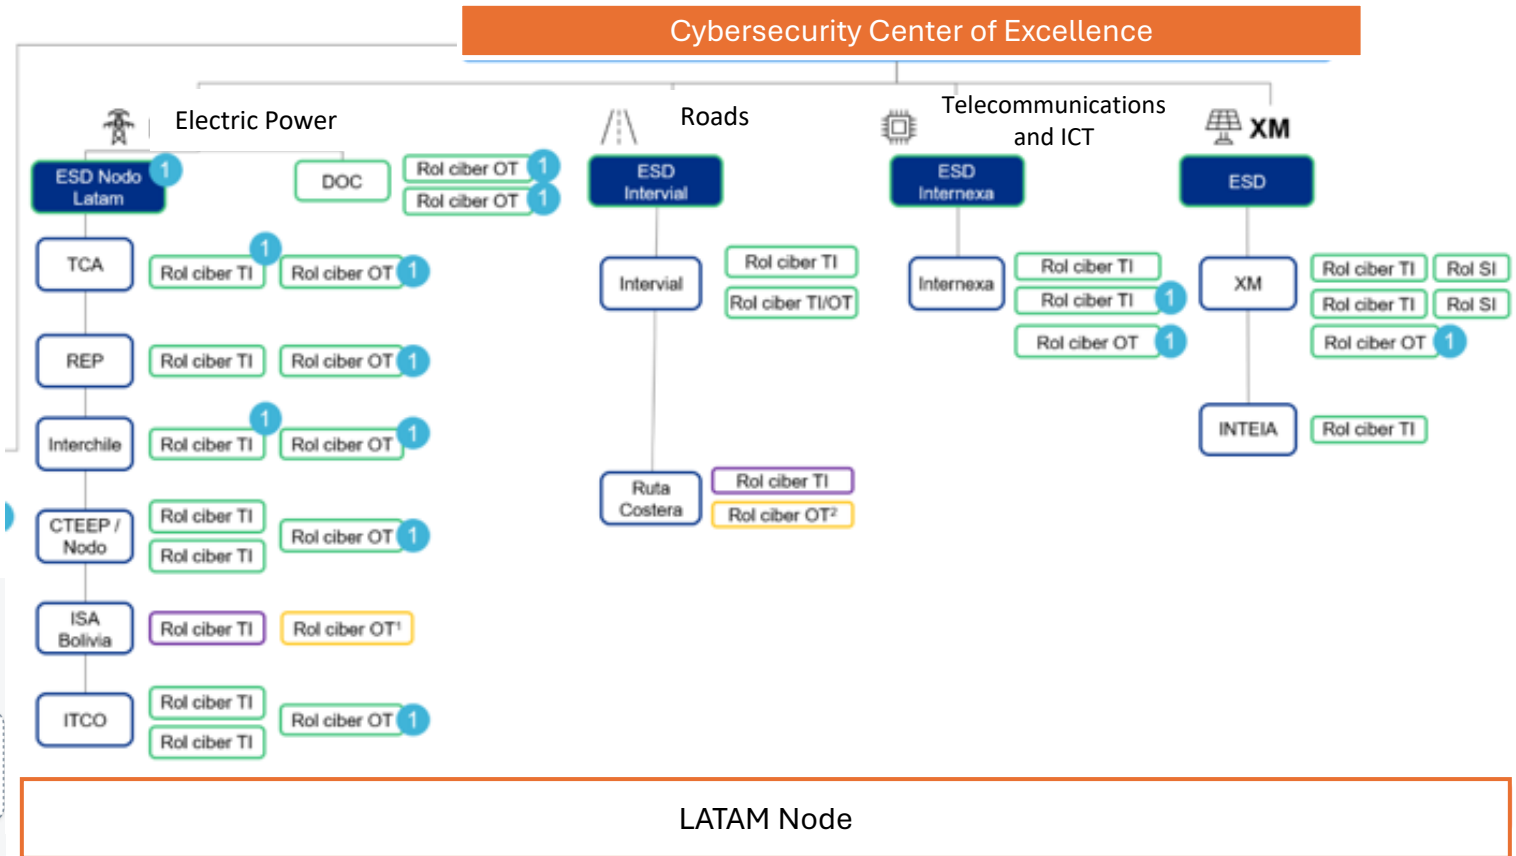 Cybersecurity Center of Excellence
Electric Power
Roads
Telecommunications
and ICT
XM
ESD Nodo
Latam
1
DOC
Rol ciber OT 1
Rol ciber OT 1
ESD
Intervial
ESD
Internexa
ESD
TCA
Rol ciber TI 1
Rol ciber OT 1
REP
Rol ciber TI
Rol ciber OT 1
Interchile
Rol ciber TI 1
Rol ciber OT 1
CTEEP /
Nodo
Rol ciber TI
Rol ciber TI
Rol ciber OT 1
ISA
Bolivia
Rol ciber TI
Rol ciber OT¹
ITCO
Rol ciber TI
Rol ciber TI
Rol ciber OT 1
Intervial
Rol ciber TI
Rol ciber TI/OT
Ruta
Costera
Rol ciber TI
Rol ciber OT²
Internexa
Rol ciber TI
Rol ciber TI 1
Rol ciber OT 1
XM
Rol ciber TI
Rol SI
Rol ciber TI
Rol SI
Rol ciber OT 1
INTEIA
Rol ciber TI
LATAM Node